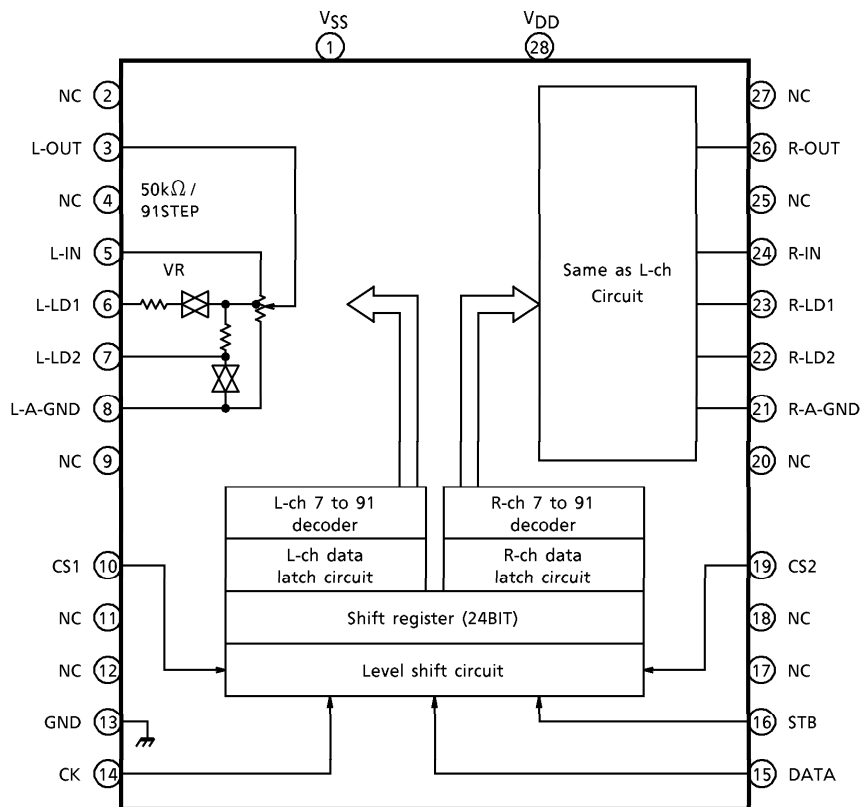 VSS
VDD
1
28
NC 2
27 NC
L-OUT 3
26 R-OUT
NC 4
50kΩ /
91STEP
25 NC
L-IN 5
24 R-IN
VR
Same as L-ch
Circuit
L-LD1 6
23 R-LD1
L-LD2 7
22 R-LD2
L-A-GND 8
21 R-A-GND
NC 9
20 NC
L-ch 7 to 91
decoder
R-ch 7 to 91
decoder
L-ch data
latch circuit
R-ch data
latch circuit
CS1 10
19 CS2
NC 11
Shift register (24BIT)
18 NC
NC 12
Level shift circuit
17 NC
GND 13
16 STB
CK 14
15 DATA